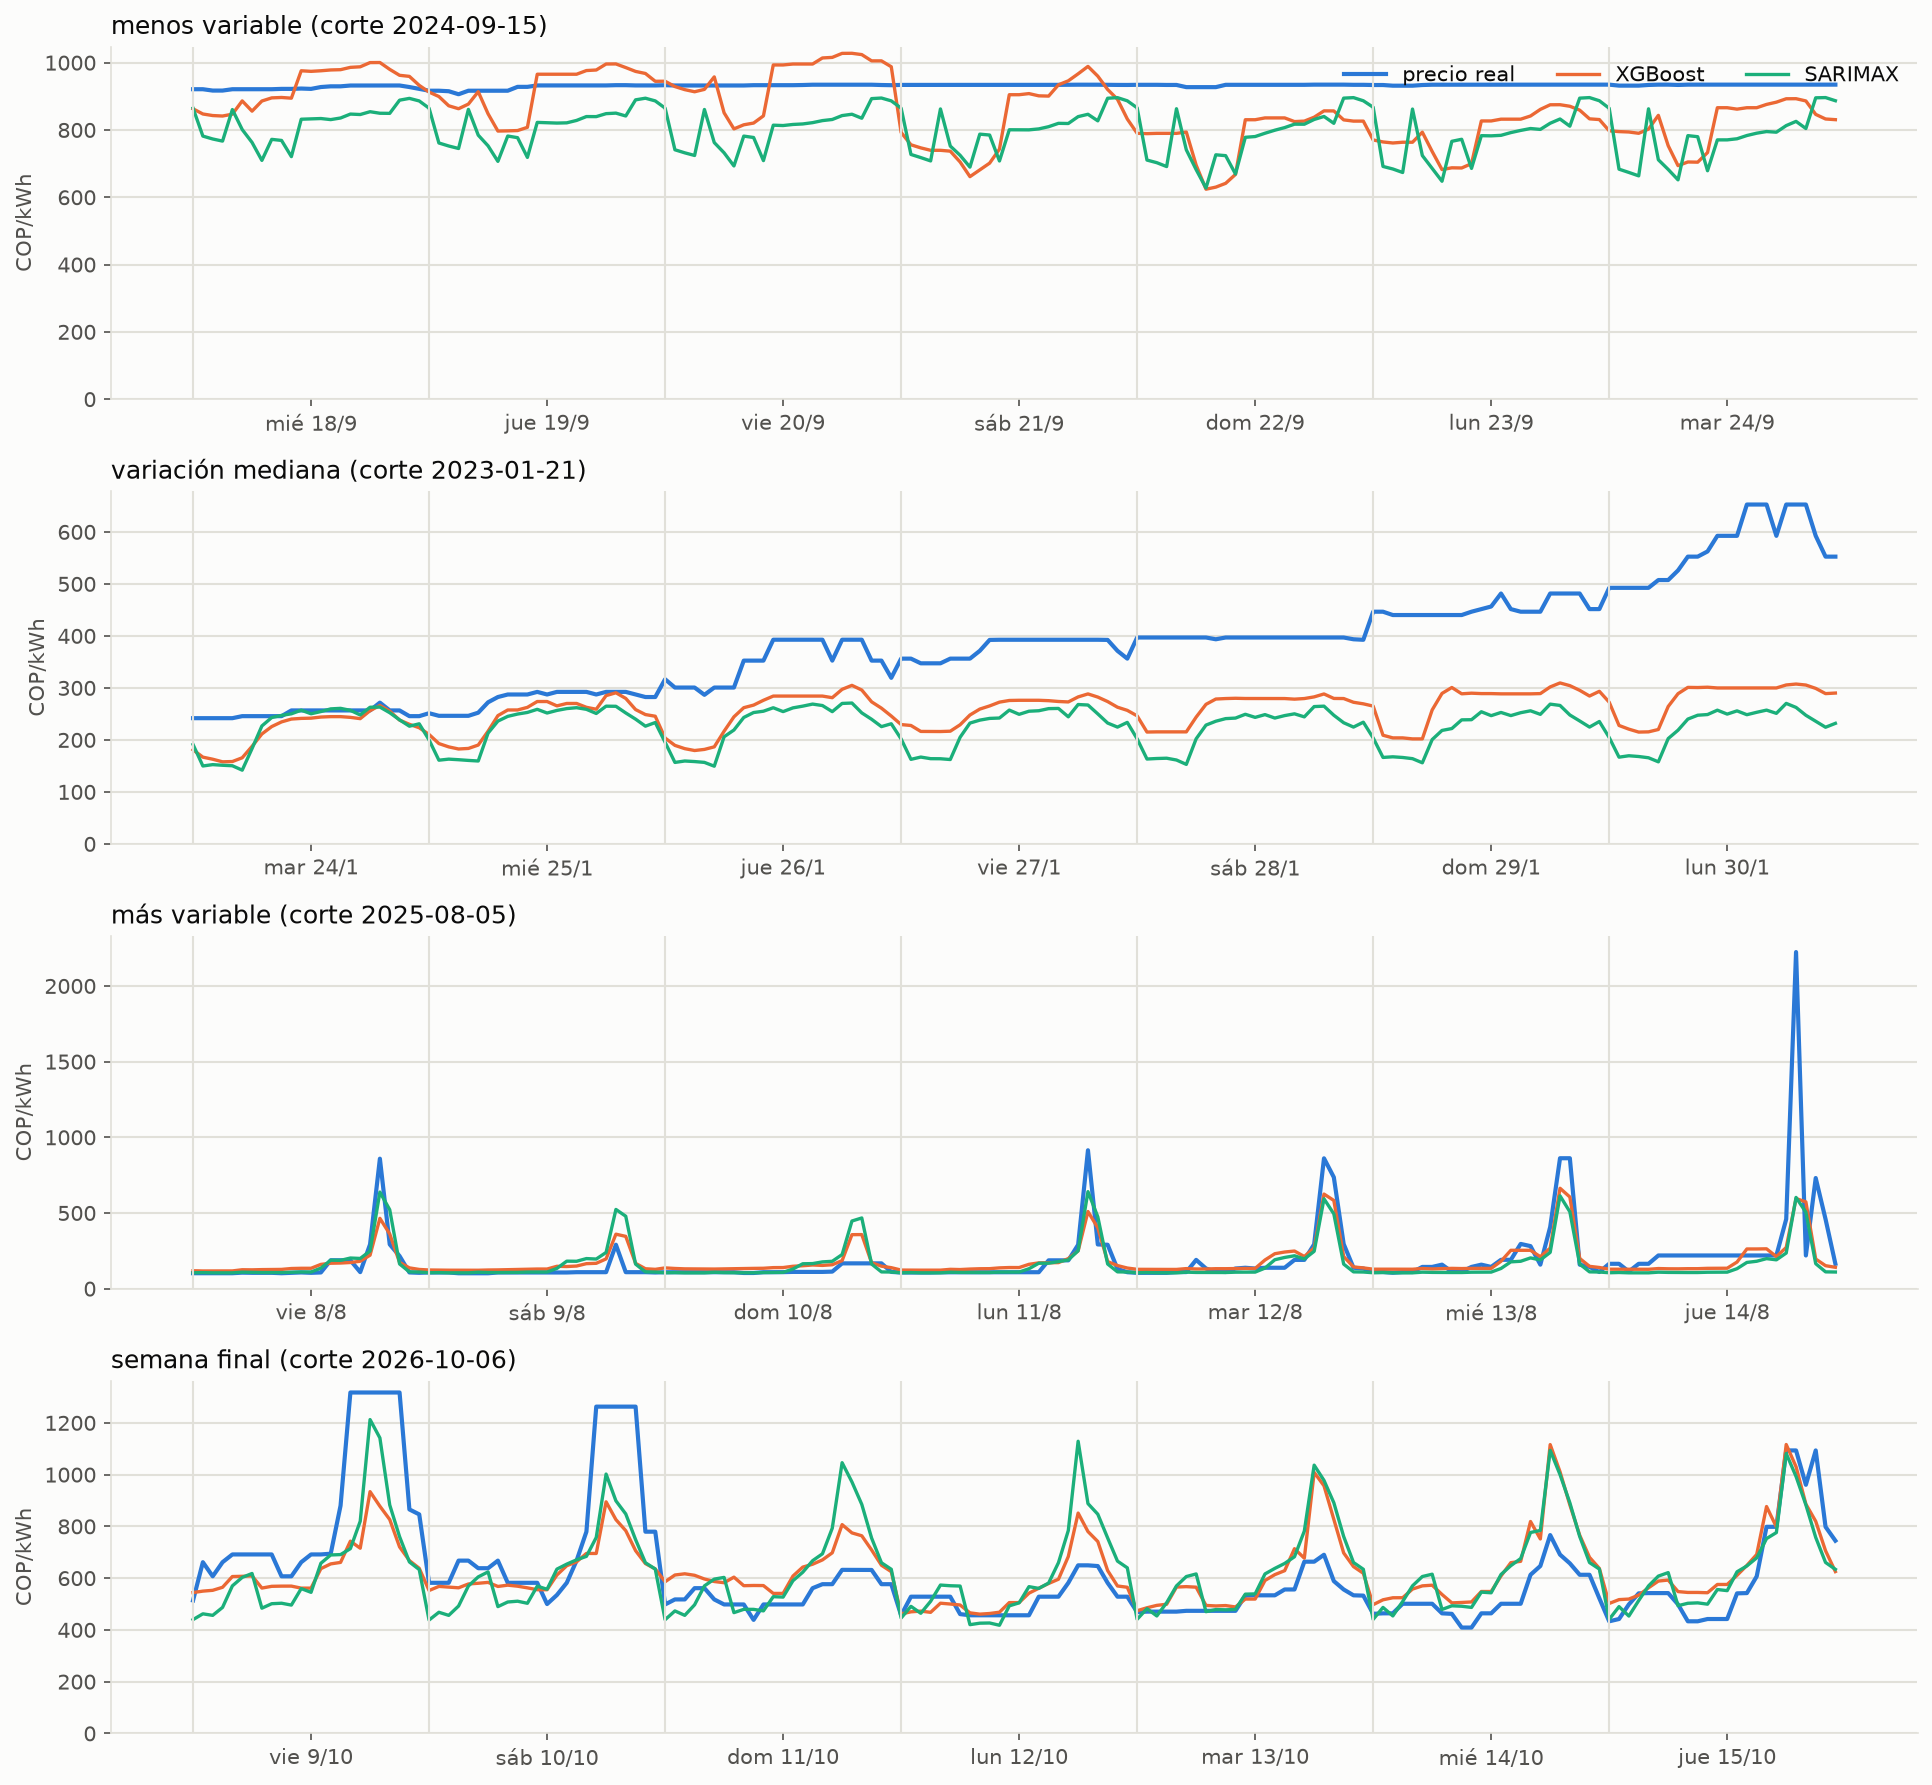 menos variable (corte 2024-09-15)
precio real
XGBoost
SARIMAX
COP/kWh
1000
800
600
400
200
0
mié 18/9
jue 19/9
vie 20/9
sáb 21/9
dom 22/9
lun 23/9
mar 24/9
variación mediana (corte 2023-01-21)
COP/kWh
600
500
400
300
200
100
0
mar 24/1
mié 25/1
jue 26/1
vie 27/1
sáb 28/1
dom 29/1
lun 30/1
más variable (corte 2025-08-05)
COP/kWh
2000
1500
1000
500
0
vie 8/8
sáb 9/8
dom 10/8
lun 11/8
mar 12/8
mié 13/8
jue 14/8
semana final (corte 2026-10-06)
COP/kWh
1200
1000
800
600
400
200
0
vie 9/10
sáb 10/10
dom 11/10
lun 12/10
mar 13/10
mié 14/10
jue 15/10